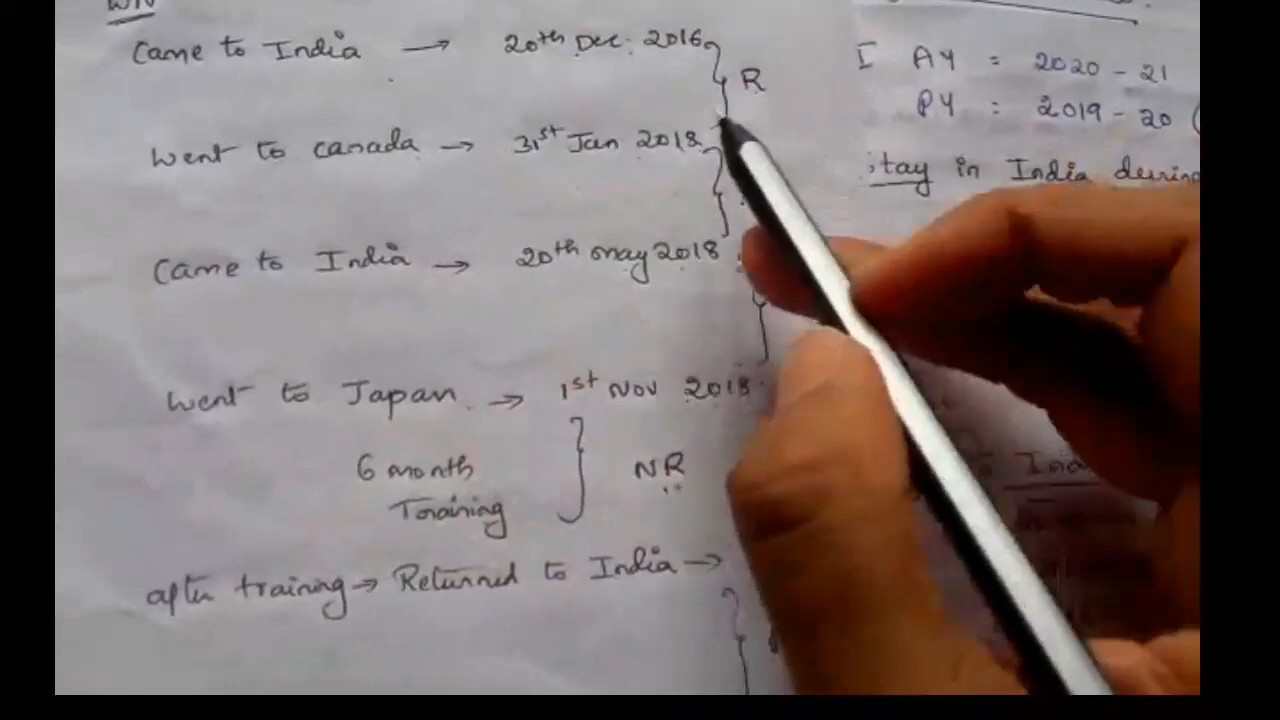 WN
Came to India → 20th Dec. 2016
R
Went to canada → 31st Jan 2018
Came to India → 20th may 2018
Went to Japan. → 1st Nov 2018.
6 month
Training
NR
after training → Returned to India →
I AY = 2020 - 21
PY = 2019 - 20 (
stay in India during